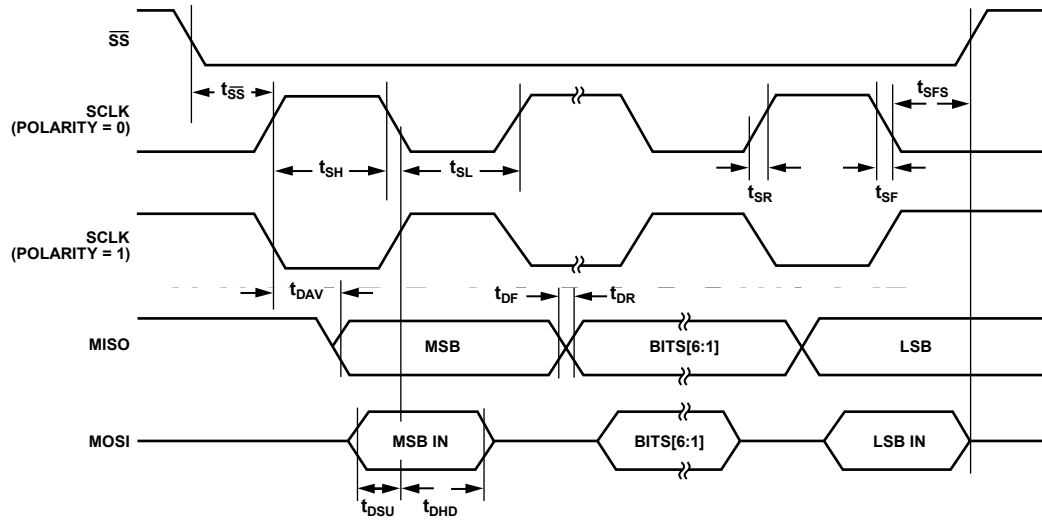 SS
tSS
tSFS
SCLK
(POLARITY = 0)
tSH
tSL
tSR
tSF
SCLK
(POLARITY = 1)
tDAV
tDF
tDR
MISO
MSB
BITS[6:1]
LSB
MOSI
MSB IN
BITS[6:1]
LSB IN
tDSU
tDHD